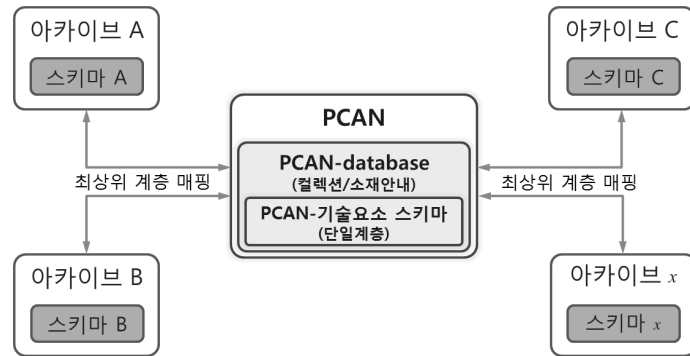 아카이브 A
스키마 A
아카이브 C
스키마 C
PCAN
PCAN-database
(컬렉션/소재안내)
PCAN-기술요소 스키마
(단일계층)
최상위 계층 매핑
최상위 계층 매핑
아카이브 B
스키마 B
아카이브 x
스키마 x